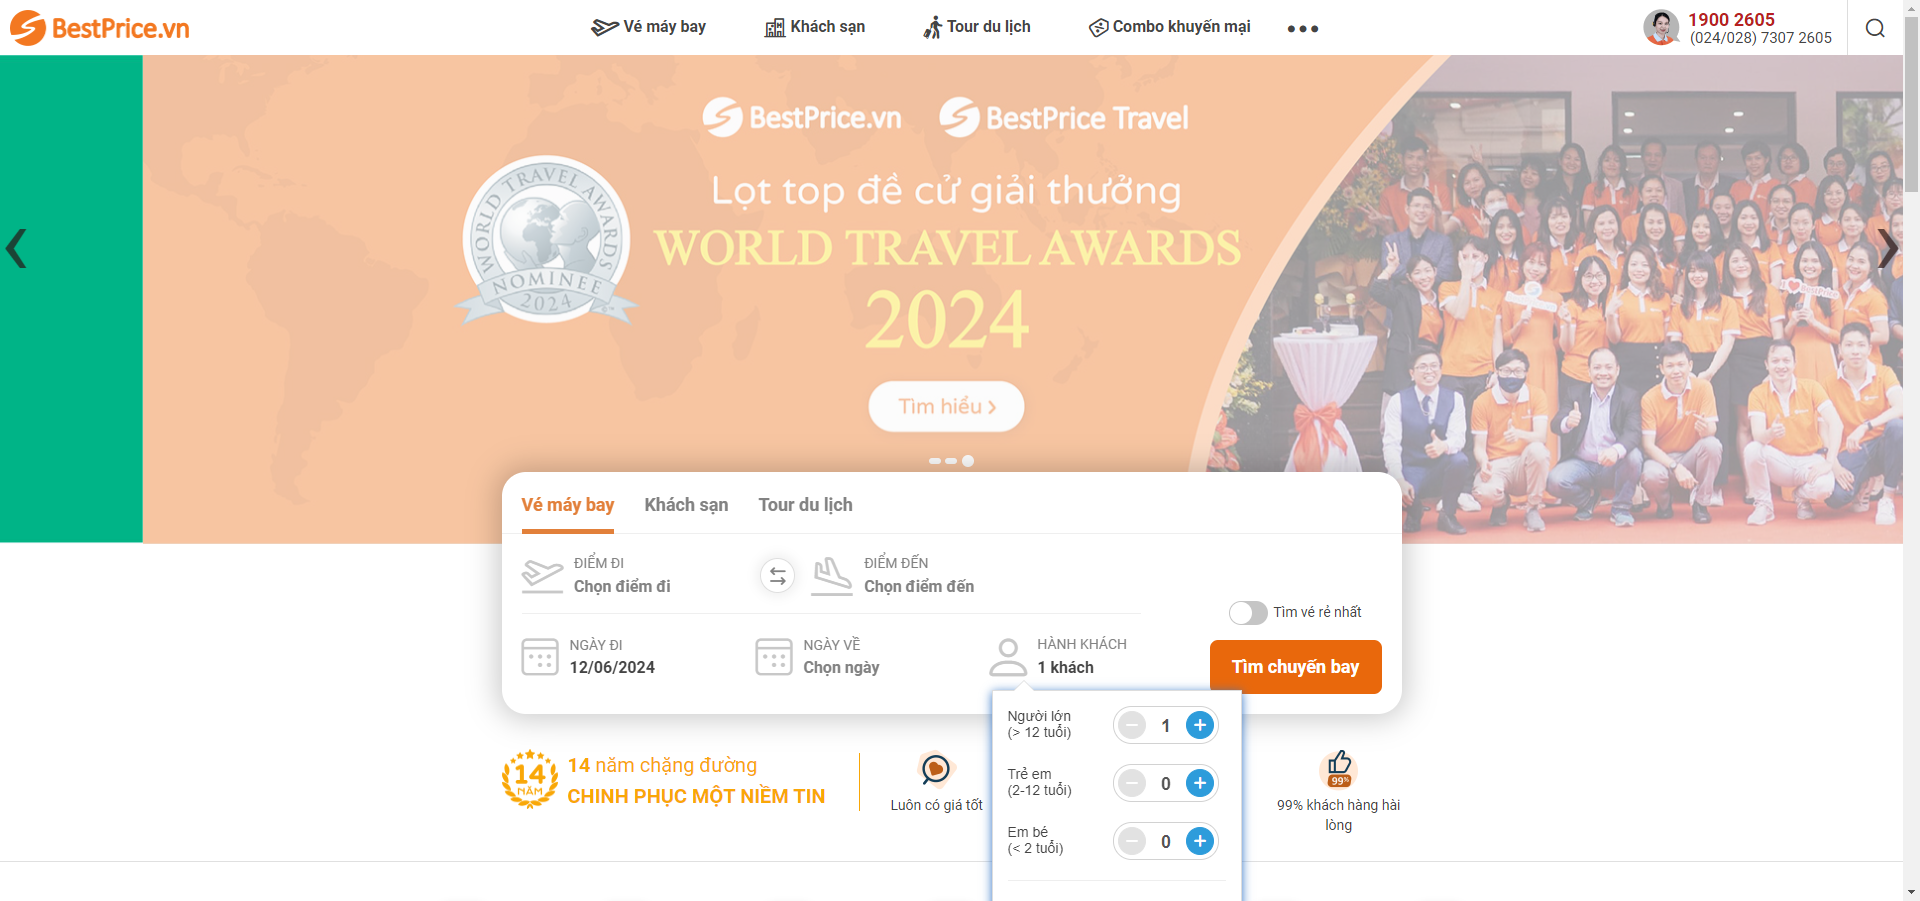 BestPrice.vn
Vé máy bay
Khách sạn
Tour du lịch
Combo khuyến mại
1900 2605
(024/028) 7307 2605
BestPrice.vn
BestPrice Travel
WORLD TRAVEL AWARDS
NOMINEE
2024
Lọt top đề cử giải thưởng
WORLD TRAVEL AWARDS
2024
Tìm hiểu
Vé máy bay
Khách sạn
Tour du lịch
ĐIỂM ĐI
Chọn điểm đi
ĐIỂM ĐẾN
Chọn điểm đến
Tìm vé rẻ nhất
NGÀY ĐI
12/06/2024
NGÀY VỀ
Chọn ngày
HÀNH KHÁCH
1 khách
Tìm chuyến bay
Người lớn
(> 12 tuổi)
1
Trẻ em
(2-12 tuổi)
0
Em bé
(< 2 tuổi)
0
14
NĂM
14 năm chặng đường
CHINH PHỤC MỘT NIỀM TIN
Luôn có giá tốt
99%
99% khách hàng hài
lòng